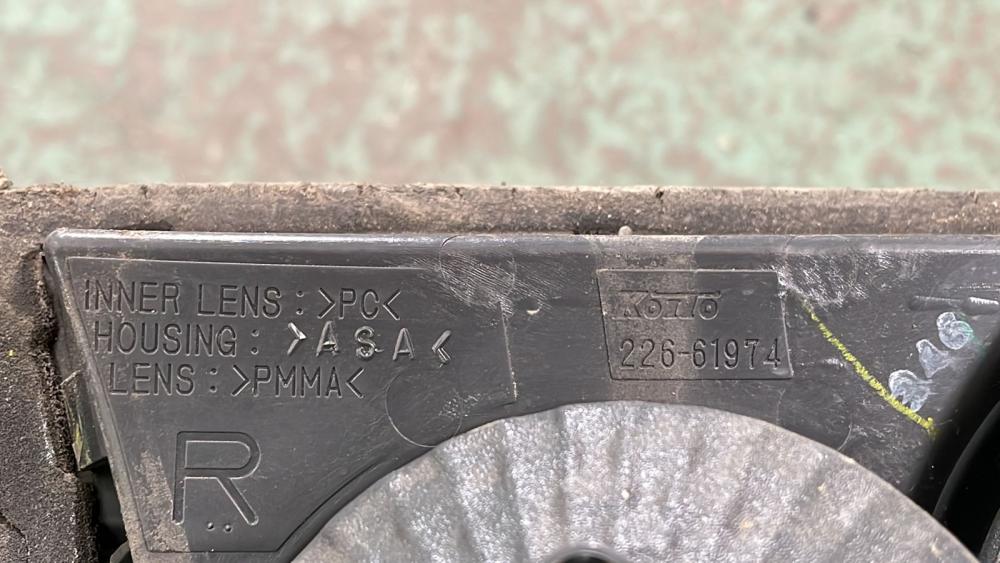 INNER LENS : >PC<
HOUSING : >ASA<
LENS : >PMMA<
R
KOITO
226-61974